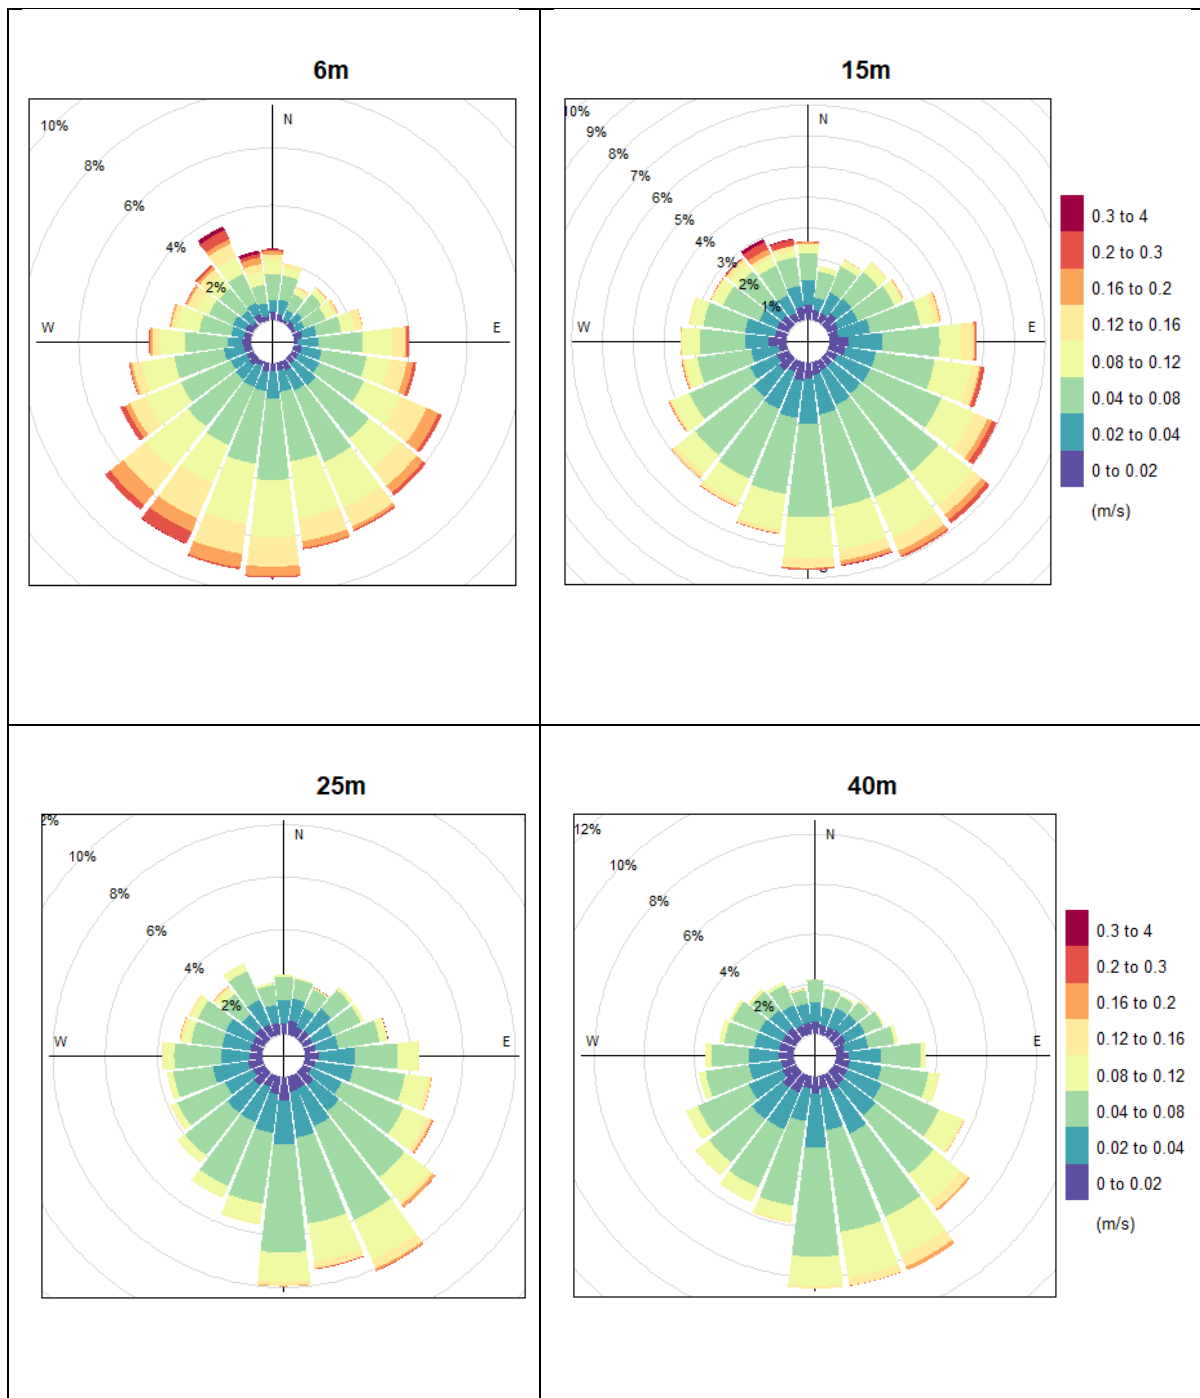 6m
N
10%
8%
6%
4%
2%
W
E
15m
N
10%
9%
8%
7%
6%
5%
4%
3%
2%
1%
W
E
S
0.3 to 4
0.2 to 0.3
0.16 to 0.2
0.12 to 0.16
0.08 to 0.12
0.04 to 0.08
0.02 to 0.04
0 to 0.02
(m/s)
25m
N
2%
10%
8%
6%
4%
2%
W
E
40m
N
12%
10%
8%
6%
4%
2%
W
E
0.3 to 4
0.2 to 0.3
0.16 to 0.2
0.12 to 0.16
0.08 to 0.12
0.04 to 0.08
0.02 to 0.04
0 to 0.02
(m/s)